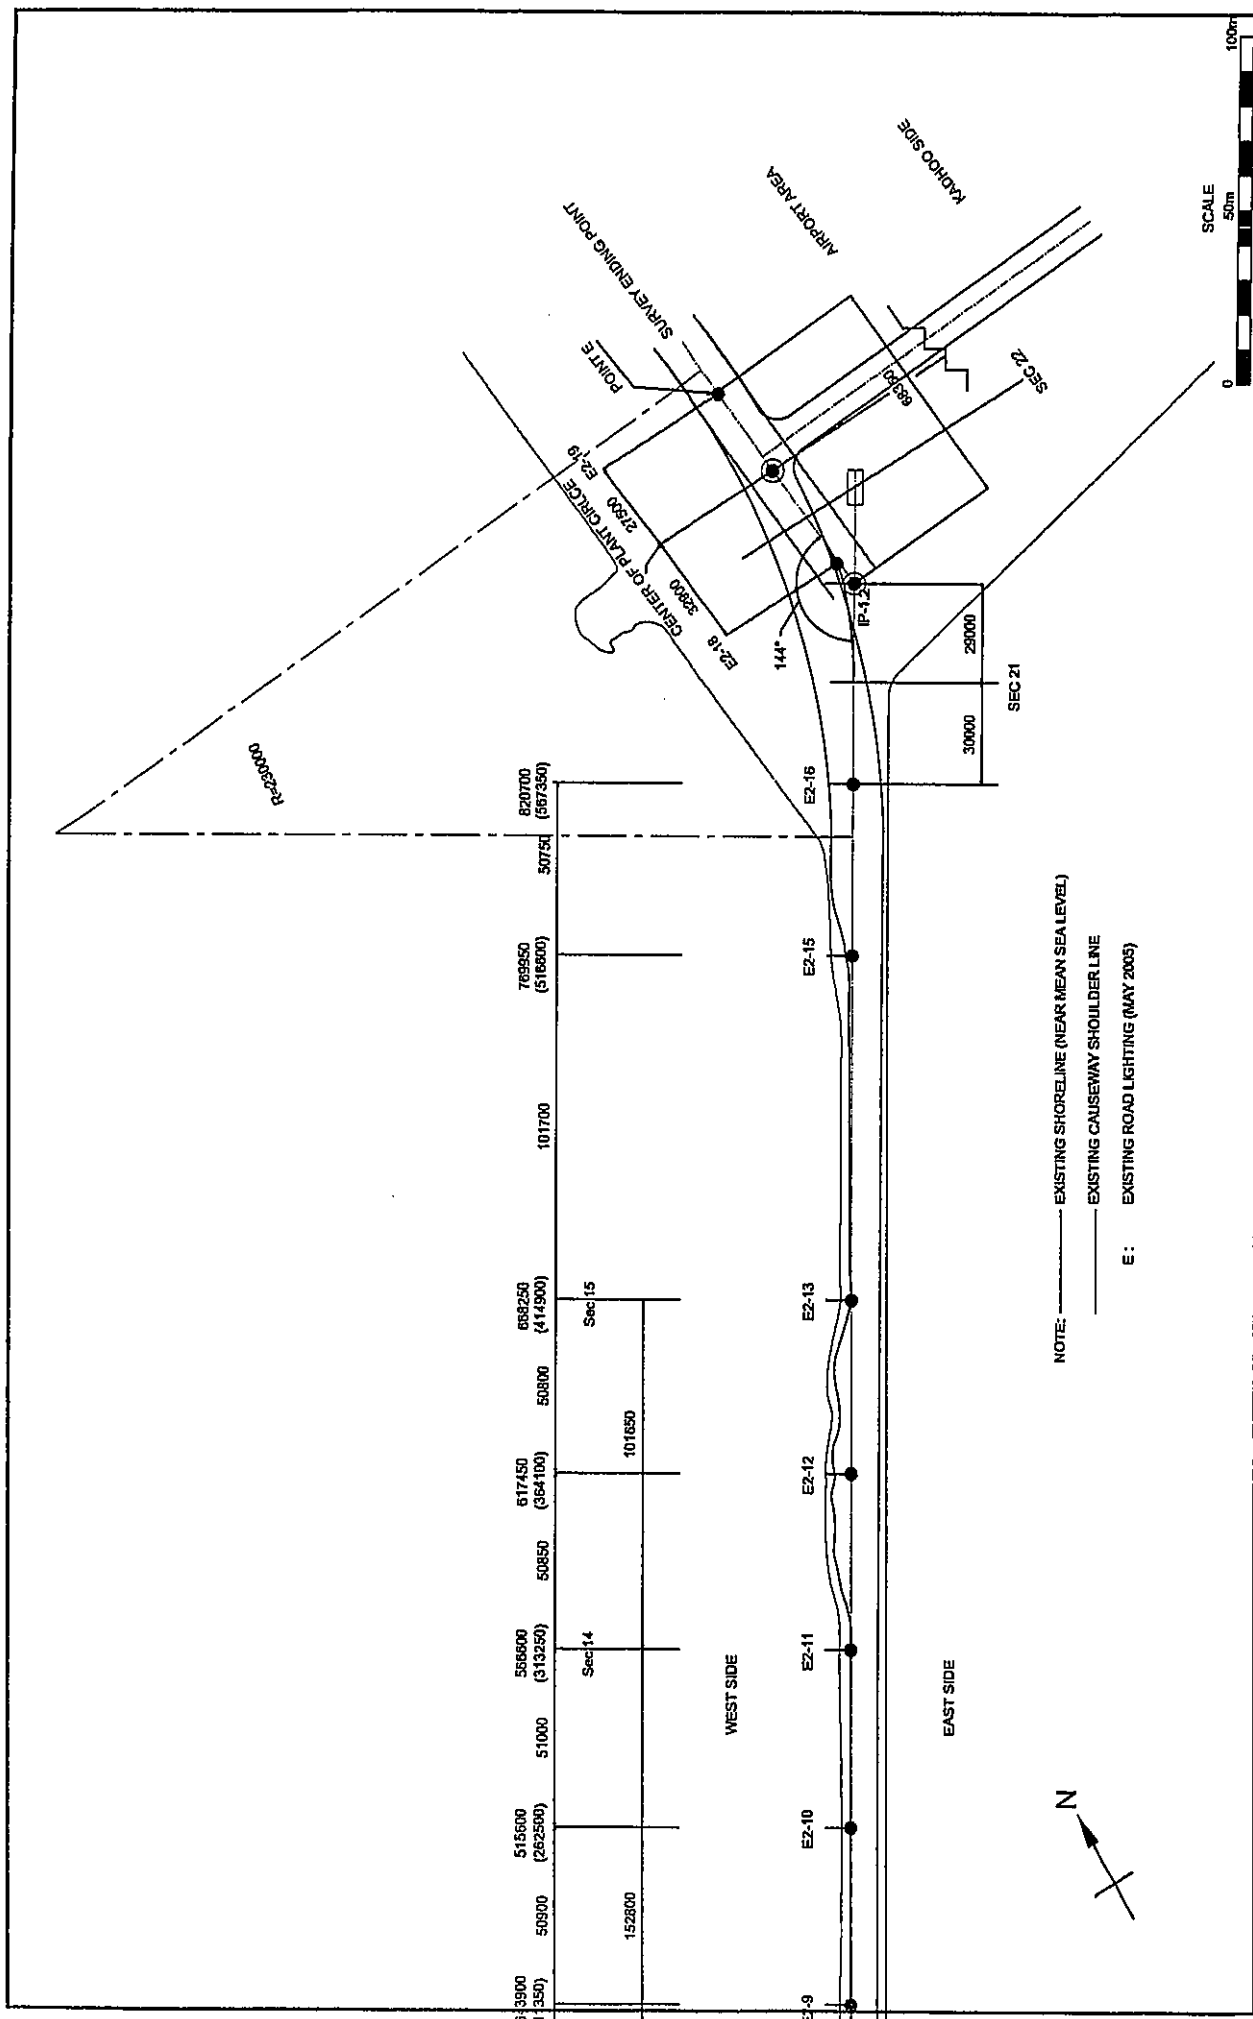 SCALE
0
50m
100m
KADHOO SIDE
AIRPORT AREA
SURVEY ENDING POINT
POINT E
E2-19
27500
CENTER OF PLANT CIRLCE
32900
E2-18
68350
SEC 22
144°
IP-1.2
29000
30000
SEC 21
R=230000
820700
(567350)
50750
769950
(516600)
101700
668250
(414900)
Sec 15
50800
617450
(364100)
101650
50850
566600
(313250)
Sec 14
51000
515600
(262500)
50900
152800
E2-16
E2-15
E2-13
E2-12
E2-11
E2-10
WEST SIDE
EAST SIDE
NOTE: EXISTING SHORELINE (NEAR MEAN SEA LEVEL)
EXISTING CAUSEWAY SHOULDER LINE
E : EXISTING ROAD LIGHTING (MAY 2005)
N